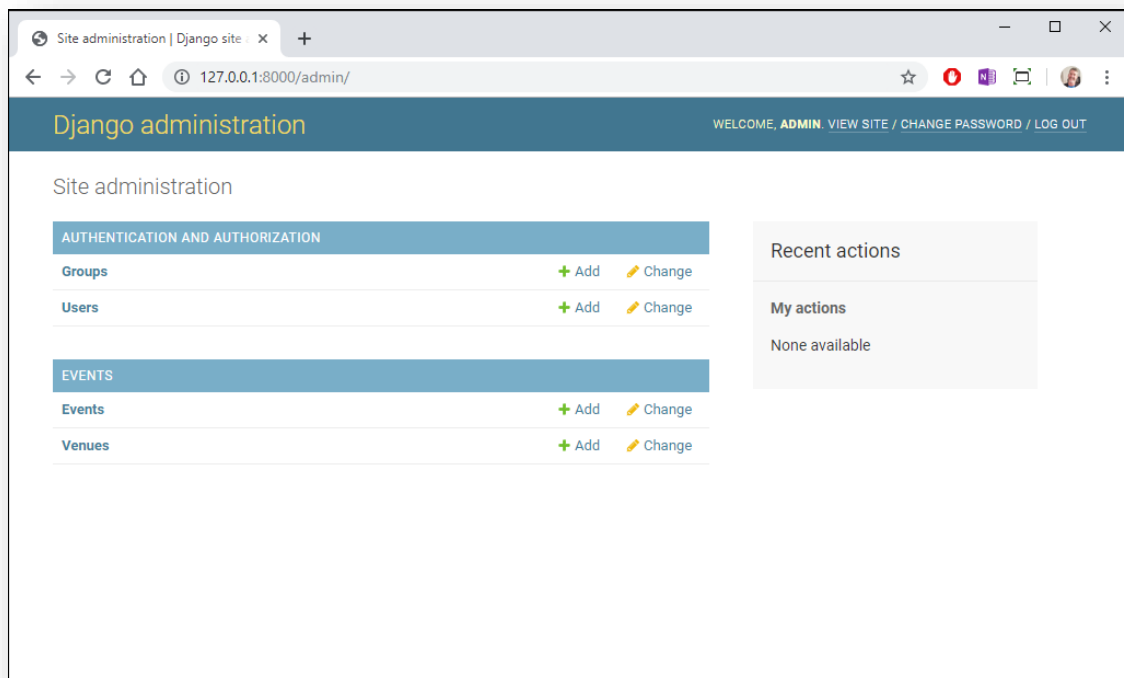 Site administration | Django site
127.0.0.1:8000/admin/
Django administration
WELCOME, ADMIN. VIEW SITE / CHANGE PASSWORD / LOG OUT
Site administration
AUTHENTICATION AND AUTHORIZATION
Groups + Add Change
Users + Add Change
EVENTS
Events + Add Change
Venues + Add Change
Recent actions
My actions
None available